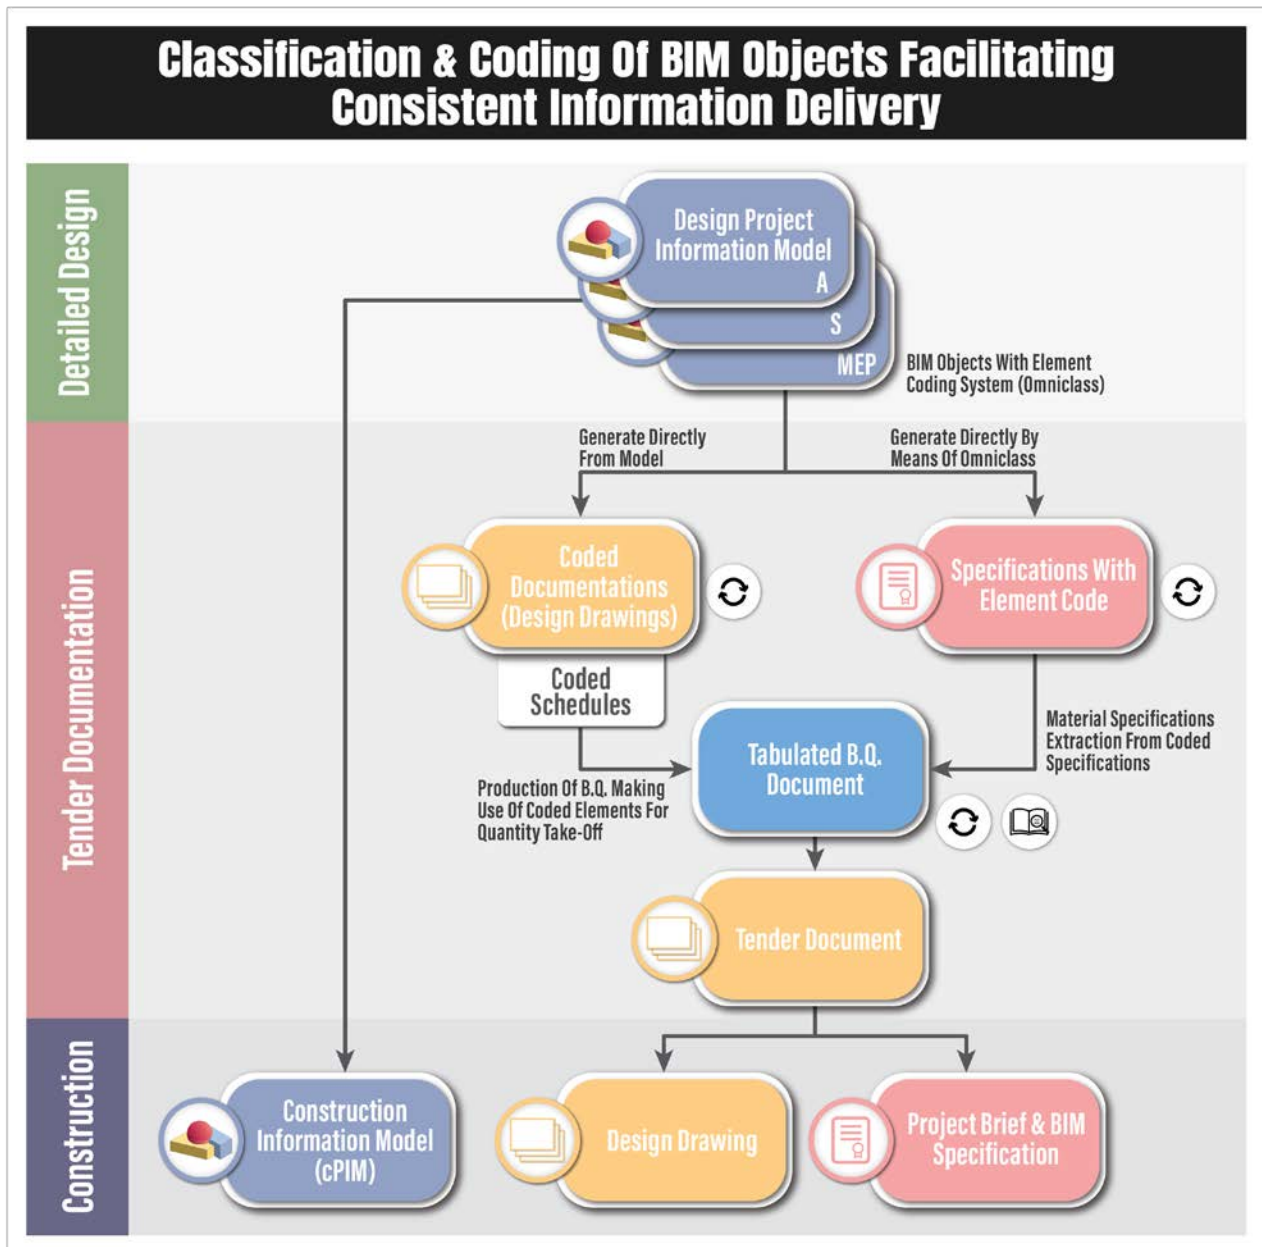 Classification & Coding Of BIM Objects Facilitating
Consistent Information Delivery
Detailed Design
Design Project
Information Model
A
S
MEP
BIM Objects With Element
Coding System (Omniclass)
Tender Documentation
Generate Directly
From Model
Generate Directly By
Means Of Omniclass
Coded
Documentations
(Design Drawings)
Specifications With
Element Code
Coded
Schedules
Material Specifications
Extraction From Coded
Specifications
Tabulated B.Q.
Document
Production Of B.Q. Making
Use Of Coded Elements For
Quantity Take-Off
Tender Document
Construction
Construction
Information Model
(cPIM)
Design Drawing
Project Brief & BIM
Specification